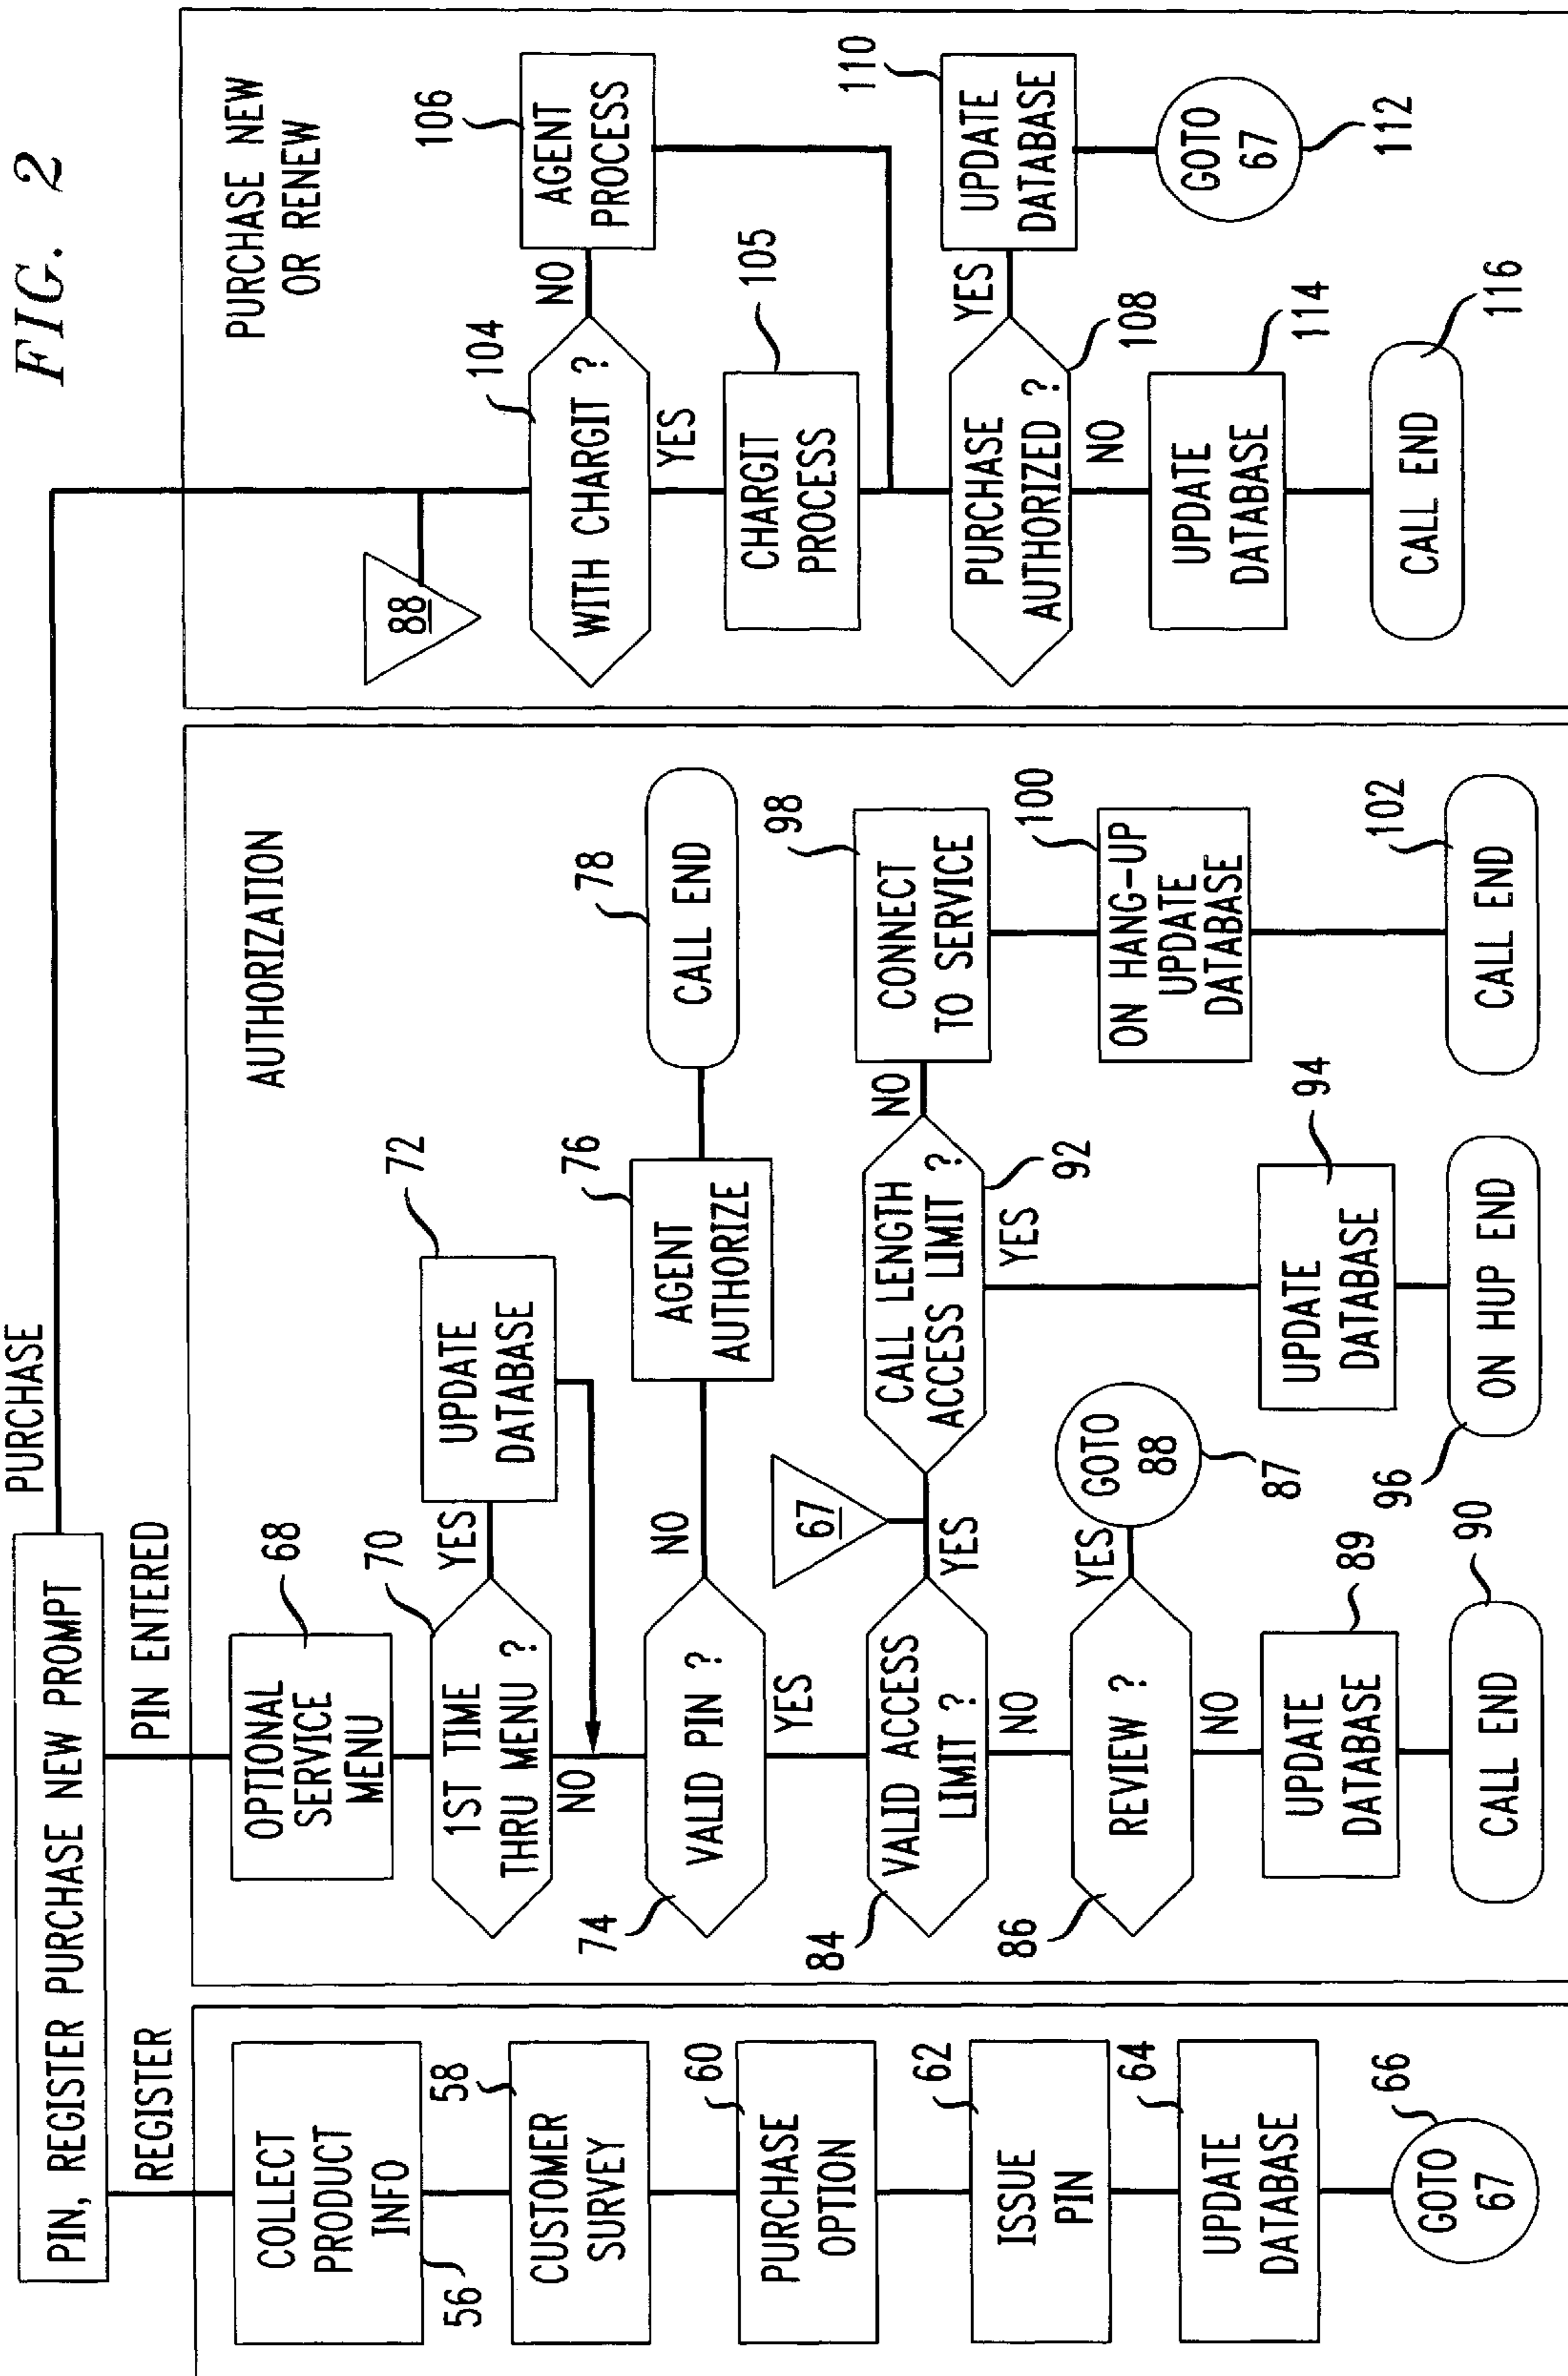 FIG. 2
PIN, REGISTER PURCHASE NEW PROMPT
REGISTER
PIN ENTERED
PURCHASE
COLLECT
PRODUCT
INFO
56
CUSTOMER
SURVEY
58
PURCHASE
OPTION
60
ISSUE
PIN
62
UPDATE
DATABASE
64
GOTO
67
66
AUTHORIZATION
OPTIONAL
SERVICE
MENU
68
1ST TIME
THRU MENU ?
70
YES
NO
UPDATE
DATABASE
72
VALID PIN ?
74
NO
YES
AGENT
AUTHORIZE
76
CALL END
78
67
VALID ACCESS
LIMIT ?
84
YES
NO
CALL LENGTH
ACCESS LIMIT ?
92
NO
YES
CONNECT
TO SERVICE
98
REVIEW ?
86
YES
NO
GOTO
88
87
ON HANG-UP
UPDATE
DATABASE
100
UPDATE
DATABASE
89
UPDATE
DATABASE
94
CALL END
90
ON HUP END
96
CALL END
102
PURCHASE NEW
OR RENEW
88
WITH CHARGIT ?
104
NO
YES
AGENT
PROCESS
106
CHARGIT
PROCESS
105
PURCHASE
AUTHORIZED ?
108
YES
NO
UPDATE
DATABASE
110
GOTO
67
112
UPDATE
DATABASE
114
CALL END
116